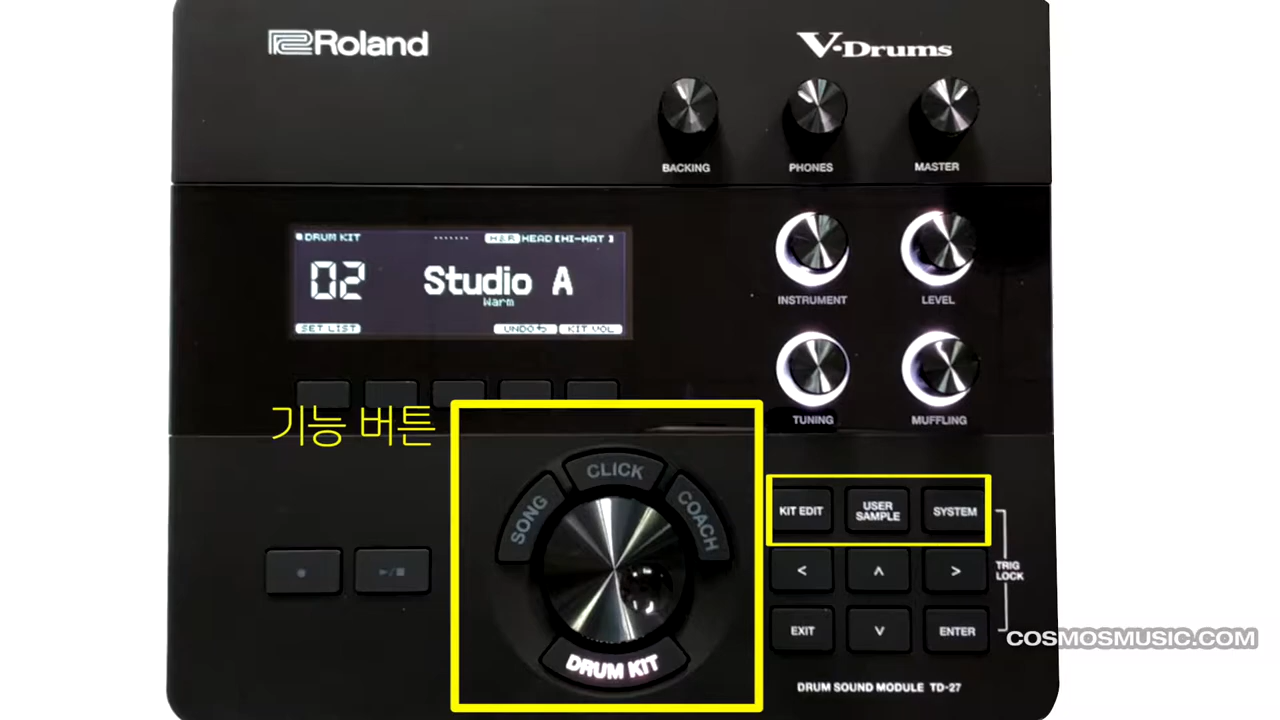 Roland
V-Drums
BACKING PHONES MASTER
DRUM KIT H&R HEAD [HI-HAT ]
02 Studio A
Warm
SET LIST UNDO KIT VOL
INSTRUMENT LEVEL
TUNING MUFFLING
기능 버튼
SONG CLICK COACH
DRUM KIT
KIT EDIT USER SAMPLE SYSTEM
< ∧ >
TRIG LOCK
EXIT ∨ ENTER
COSMOSMUSIC.COM
DRUM SOUND MODULE TD-27